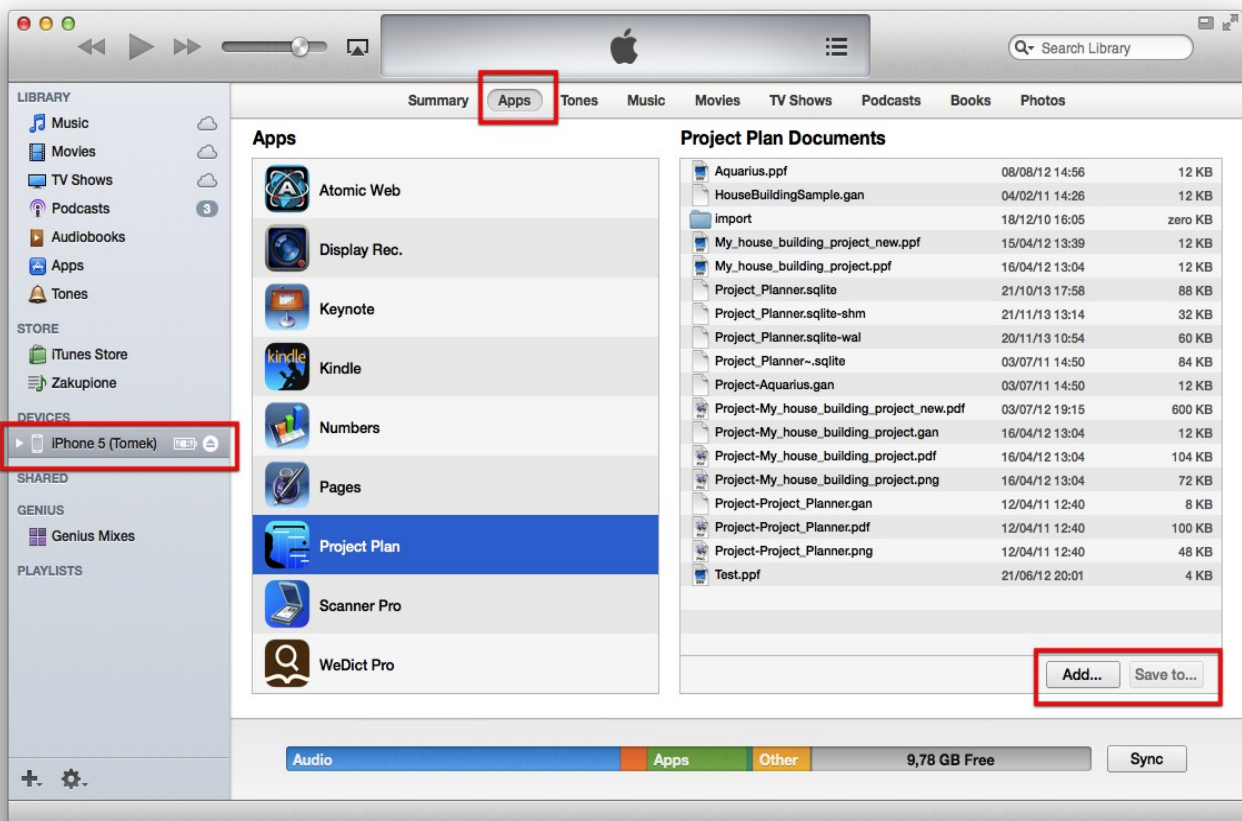 Search Library
LIBRARY
Music
Movies
TV Shows
Podcasts 3
Audiobooks
Apps
Tones
STORE
iTunes Store
Zakupione
DEVICES
iPhone 5 (Tomek)
SHARED
GENIUS
Genius Mixes
PLAYLISTS
Summary Apps Tones Music Movies TV Shows Podcasts Books Photos
Apps
Atomic Web
Display Rec.
Keynote
kindle
Kindle
Numbers
Pages
Project Plan
Scanner Pro
WeDict Pro
Project Plan Documents
Aquarius.ppf 08/08/12 14:56 12 KB
HouseBuildingSample.gan 04/02/11 14:26 12 KB
import 18/12/10 16:05 zero KB
My_house_building_project_new.ppf 15/04/12 13:39 12 KB
My_house_building_project.ppf 16/04/12 13:04 12 KB
Project_Planner.sqlite 21/10/13 17:58 88 KB
Project_Planner.sqlite-shm 21/11/13 13:14 32 KB
Project_Planner.sqlite-wal 20/11/13 10:54 60 KB
Project_Planner~.sqlite 03/07/11 14:50 84 KB
Project-Aquarius.gan 03/07/11 14:50 12 KB
Project-My_house_building_project_new.pdf 03/07/12 19:15 600 KB
Project-My_house_building_project.gan 16/04/12 13:04 12 KB
Project-My_house_building_project.pdf 16/04/12 13:04 104 KB
Project-My_house_building_project.png 16/04/12 13:04 72 KB
Project-Project_Planner.gan 12/04/11 12:40 8 KB
Project-Project_Planner.pdf 12/04/11 12:40 100 KB
Project-Project_Planner.png 12/04/11 12:40 48 KB
Test.ppf 21/06/12 20:01 4 KB
Add... Save to...
Audio Apps Other 9,78 GB Free Sync